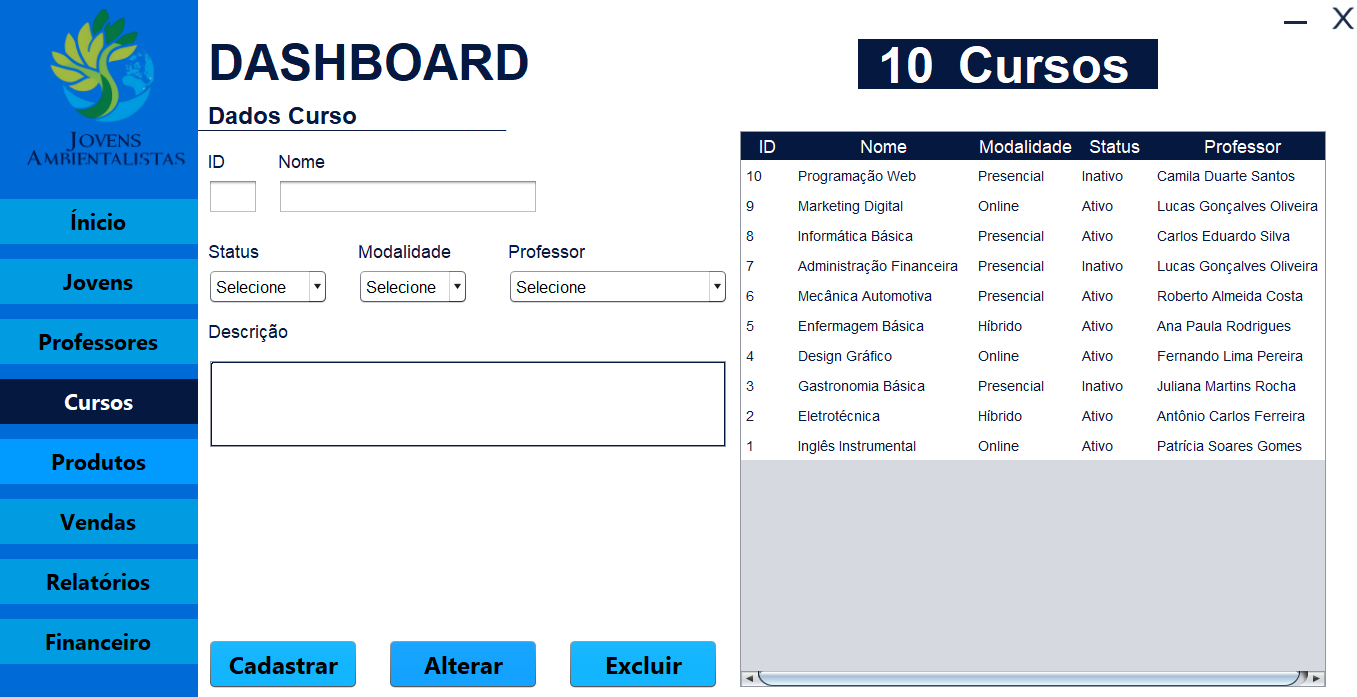 JOVENS
AMBIENTALISTAS
Ínicio
Jovens
Professores
Cursos
Produtos
Vendas
Relatórios
Financeiro
DASHBOARD
Dados Curso
ID Nome
Status Modalidade Professor
Selecione Selecione Selecione
Descrição
Cadastrar Alterar Excluir
X
10 Cursos
ID Nome Modalidade Status Professor
10 Programação Web Presencial Inativo Camila Duarte Santos
9 Marketing Digital Online Ativo Lucas Gonçalves Oliveira
8 Informática Básica Presencial Ativo Carlos Eduardo Silva
7 Administração Financeira Presencial Inativo Lucas Gonçalves Oliveira
6 Mecânica Automotiva Presencial Ativo Roberto Almeida Costa
5 Enfermagem Básica Híbrido Ativo Ana Paula Rodrigues
4 Design Gráfico Online Ativo Fernando Lima Pereira
3 Gastronomia Básica Presencial Inativo Juliana Martins Rocha
2 Eletrotécnica Híbrido Ativo Antônio Carlos Ferreira
1 Inglês Instrumental Online Ativo Patrícia Soares Gomes